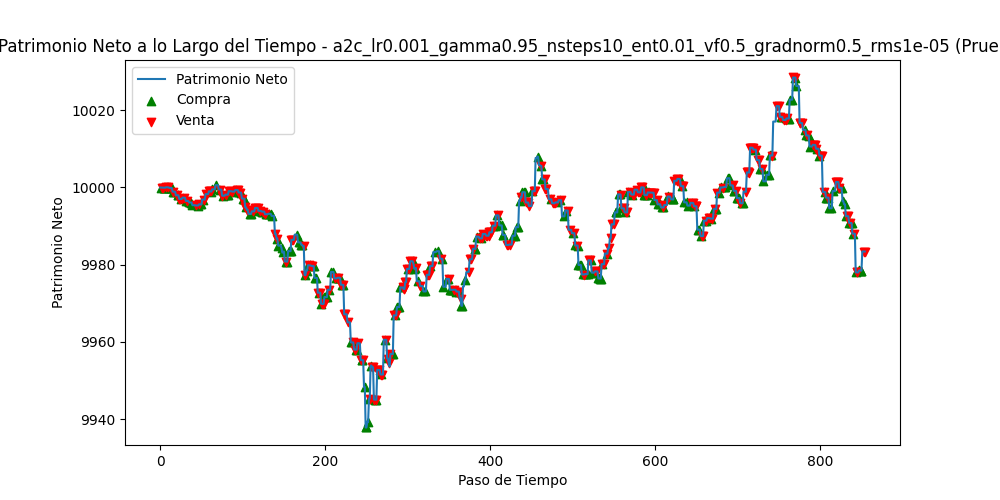 Patrimonio Neto a lo Largo del Tiempo - a2c_lr0.001_gamma0.95_nsteps10_ent0.01_vf0.5_gradnorm0.5_rms1e-05 (Prue
Patrimonio Neto
Compra
Venta
10020
10000
9980
9960
9940
Patrimonio Neto
0 200 400 600 800
Paso de Tiempo